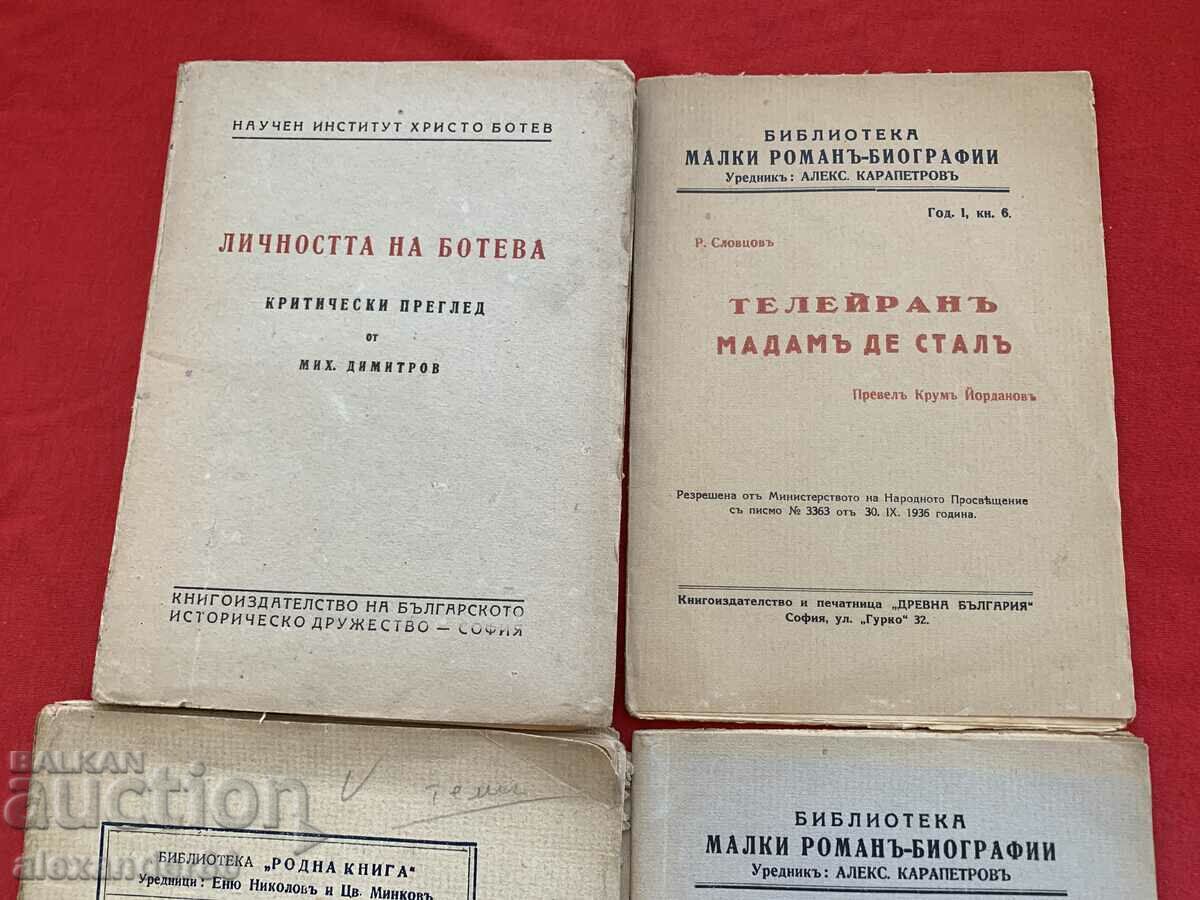 НАУЧЕН ИНСТИТУТ ХРИСТО БОТЕВ
ЛИЧНОСТТА НА БОТЕВА
КРИТИЧЕСКИ ПРЕГЛЕД
от
МИХ. ДИМИТРОВ
КНИГОИЗДАТЕЛСТВО НА БЪЛГАРСКОТО
ИСТОРИЧЕСКО ДРУЖЕСТВО — СОФИЯ
БИБЛИОТЕКА
МАЛКИ РОМАНЪ-БИОГРАФИИ
Уредникъ: АЛЕКС. КАРАПЕТРОВЪ
Год. I, кн. 6.
Р. Словцовъ
ТЕЛЕЙРАНЪ
МАДАМЪ ДЕ СТАЛЪ
Превелъ Крумъ Йордановъ
Резрешена отъ Министерството на Народното Просвѣщение
съ писмо № 3363 отъ 30. IX. 1936 година.
Книгоиздателство и печатница „ДРЕВНА БЪЛГАРИЯ“
София, ул. „Гурко“ 32.
BALKAN
auction
БИБЛИОТЕКА „РОДНА КНИГА“
Уредници: Еню Николовъ и Цв. Минковъ
БИБЛИОТЕКА
МАЛКИ РОМАНЪ-БИОГРАФИИ
Уредникъ: АЛЕКС. КАРАПЕТРОВЪ